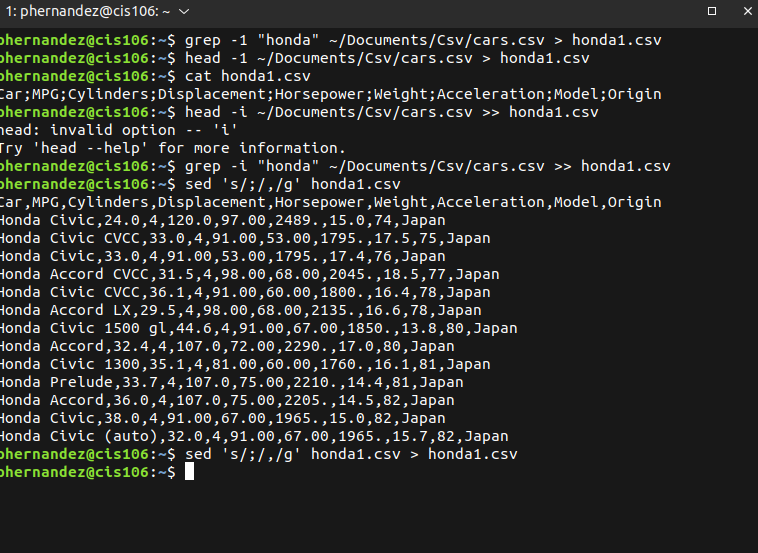 1: phernandez@cis106: ~
phernandez@cis106:~$ grep -1 "honda" ~/Documents/Csv/cars.csv > honda1.csv
phernandez@cis106:~$ head -1 ~/Documents/Csv/cars.csv > honda1.csv
phernandez@cis106:~$ cat honda1.csv
Car;MPG;Cylinders;Displacement;Horsepower;Weight;Acceleration;Model;Origin
phernandez@cis106:~$ head -i ~/Documents/Csv/cars.csv >> honda1.csv
head: invalid option -- 'i'
Try 'head --help' for more information.
phernandez@cis106:~$ grep -i "honda" ~/Documents/Csv/cars.csv >> honda1.csv
phernandez@cis106:~$ sed 's/;/,/g' honda1.csv
Car,MPG,Cylinders,Displacement,Horsepower,Weight,Acceleration,Model,Origin
Honda Civic,24.0,4,120.0,97.00,2489.,15.0,74,Japan
Honda Civic CVCC,33.0,4,91.00,53.00,1795.,17.5,75,Japan
Honda Civic,33.0,4,91.00,53.00,1795.,17.4,76,Japan
Honda Accord CVCC,31.5,4,98.00,68.00,2045.,18.5,77,Japan
Honda Civic CVCC,36.1,4,91.00,60.00,1800.,16.4,78,Japan
Honda Accord LX,29.5,4,98.00,68.00,2135.,16.6,78,Japan
Honda Civic 1500 gl,44.6,4,91.00,67.00,1850.,13.8,80,Japan
Honda Accord,32.4,4,107.0,72.00,2290.,17.0,80,Japan
Honda Civic 1300,35.1,4,81.00,60.00,1760.,16.1,81,Japan
Honda Prelude,33.7,4,107.0,75.00,2210.,14.4,81,Japan
Honda Accord,36.0,4,107.0,75.00,2205.,14.5,82,Japan
Honda Civic,38.0,4,91.00,67.00,1965.,15.0,82,Japan
Honda Civic (auto),32.0,4,91.00,67.00,1965.,15.7,82,Japan
phernandez@cis106:~$ sed 's/;/,/g' honda1.csv > honda1.csv
phernandez@cis106:~$